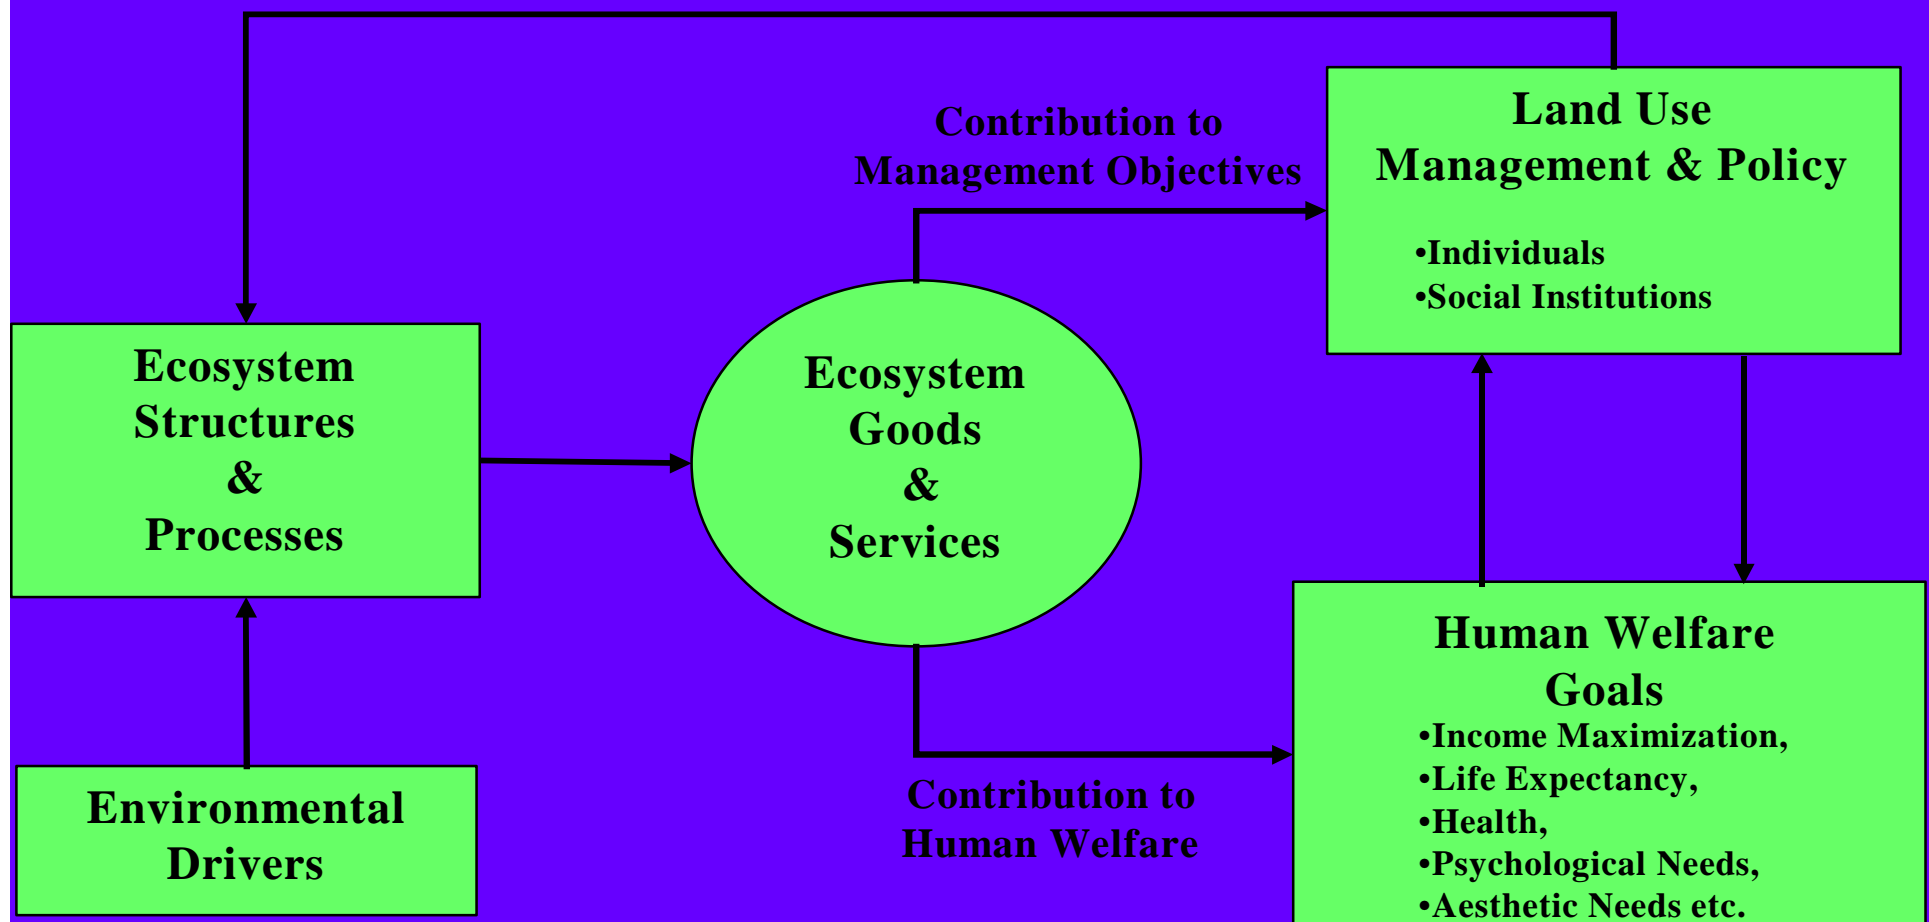 Contribution to
Management Objectives
Land Use
Management & Policy
•Individuals
•Social Institutions
Ecosystem
Structures
&
Processes
Ecosystem
Goods
&
Services
Environmental
Drivers
Contribution to
Human Welfare
Human Welfare
Goals
•Income Maximization,
•Life Expectancy,
•Health,
•Psychological Needs,
•Aesthetic Needs etc.